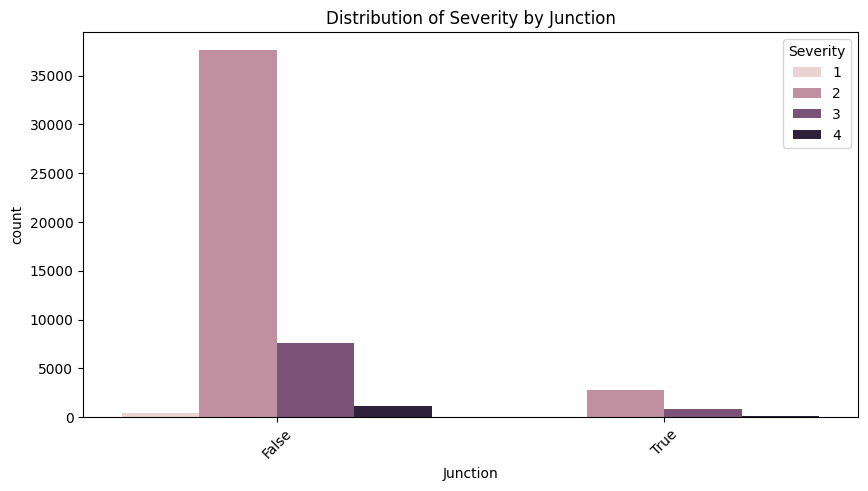 Distribution of Severity by Junction
Severity
1
2
3
4
35000
30000
25000
20000
15000
10000
5000
0
count
False
True
Junction